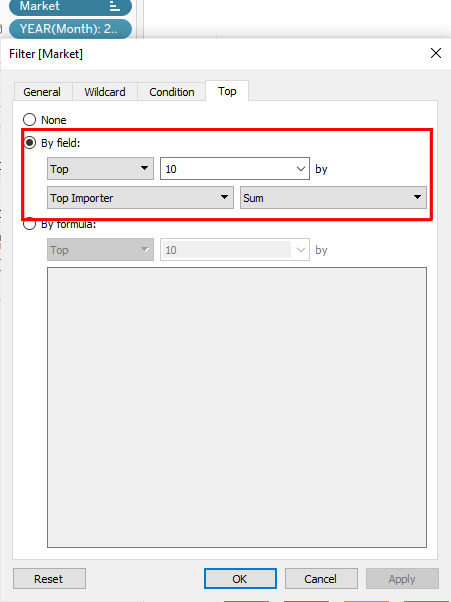 Market
YEAR(Month): 2..
Filter [Market]
General Wildcard Condition Top
None
By field:
Top 10 by
Top Importer Sum
By formula:
Top 10 by
Reset OK Cancel Apply